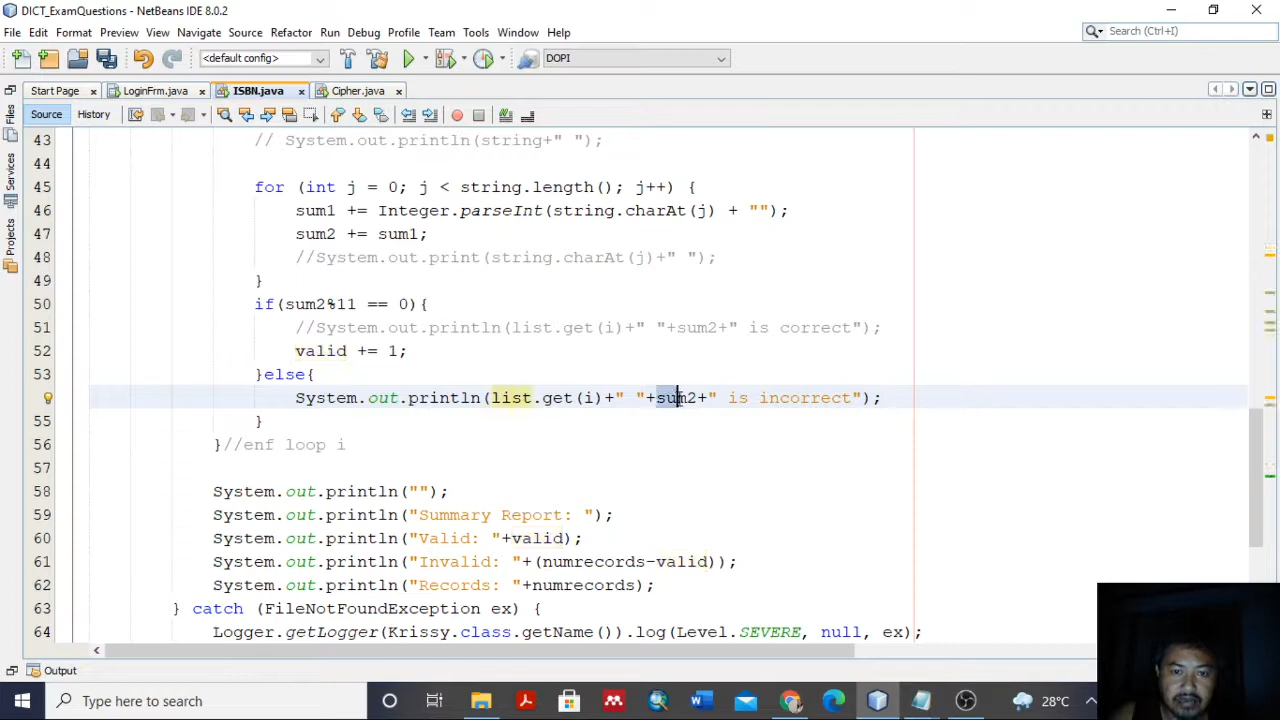 DICT_ExamQuestions - NetBeans IDE 8.0.2
File Edit Format Preview View Navigate Source Refactor Run Debug Profile Team Tools Window Help
Search (Ctrl+I)
<default config>
DOPI
Start Page
LoginFrm.java
ISBN.java
Cipher.java
Source
History
Files
Services
Projects
43 // System.out.println(string+" ");
44
45 for (int j = 0; j < string.length(); j++) {
46 sum1 += Integer.parseInt(string.charAt(j) + "");
47 sum2 += sum1;
48 //System.out.print(string.charAt(j)+" ");
49 }
50 if(sum2%11 == 0){
51 //System.out.println(list.get(i)+" "+sum2+" is correct");
52 valid += 1;
53 }else{
System.out.println(list.get(i)+" "+sum2+" is incorrect");
55 }
56 }//enf loop i
57
58 System.out.println("");
59 System.out.println("Summary Report: ");
60 System.out.println("Valid: "+valid);
61 System.out.println("Invalid: "+(numrecords-valid));
62 System.out.println("Records: "+numrecords);
63 } catch (FileNotFoundException ex) {
64 Logger.getLogger(Krissy.class.getName()).log(Level.SEVERE, null, ex);
Output
Type here to search
28°C